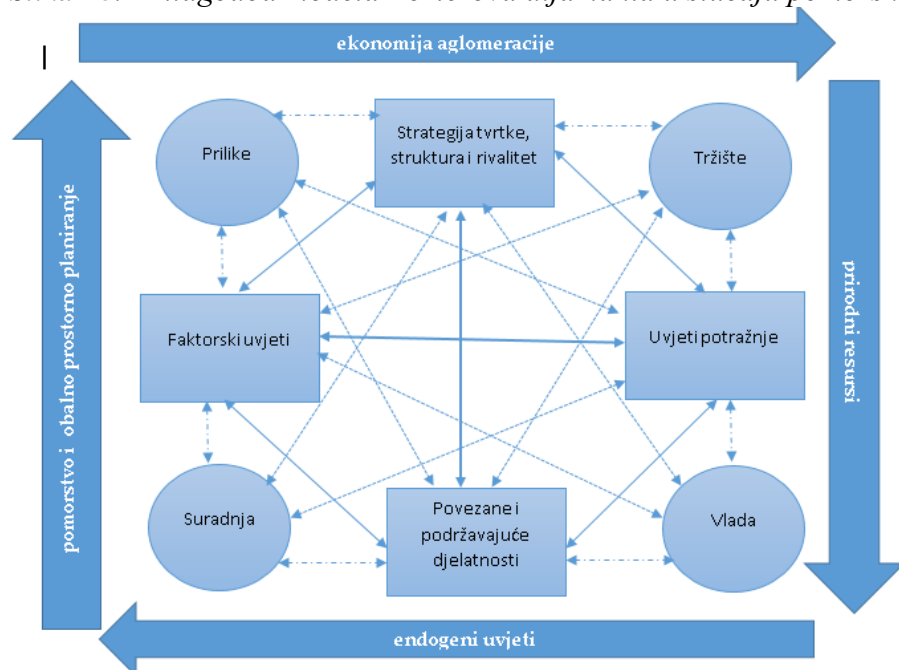 ekonomija aglomeracije
Prilike
Strategija tvrtke,
struktura i rivalitet
Tržište
pomorstvo i obalno prostorno planiranje
prirodni resursi
Faktorski uvjeti
Uvjeti potražnje
Suradnja
Povezane i
podržavajuće
djelatnosti
Vlada
endogeni uvjeti